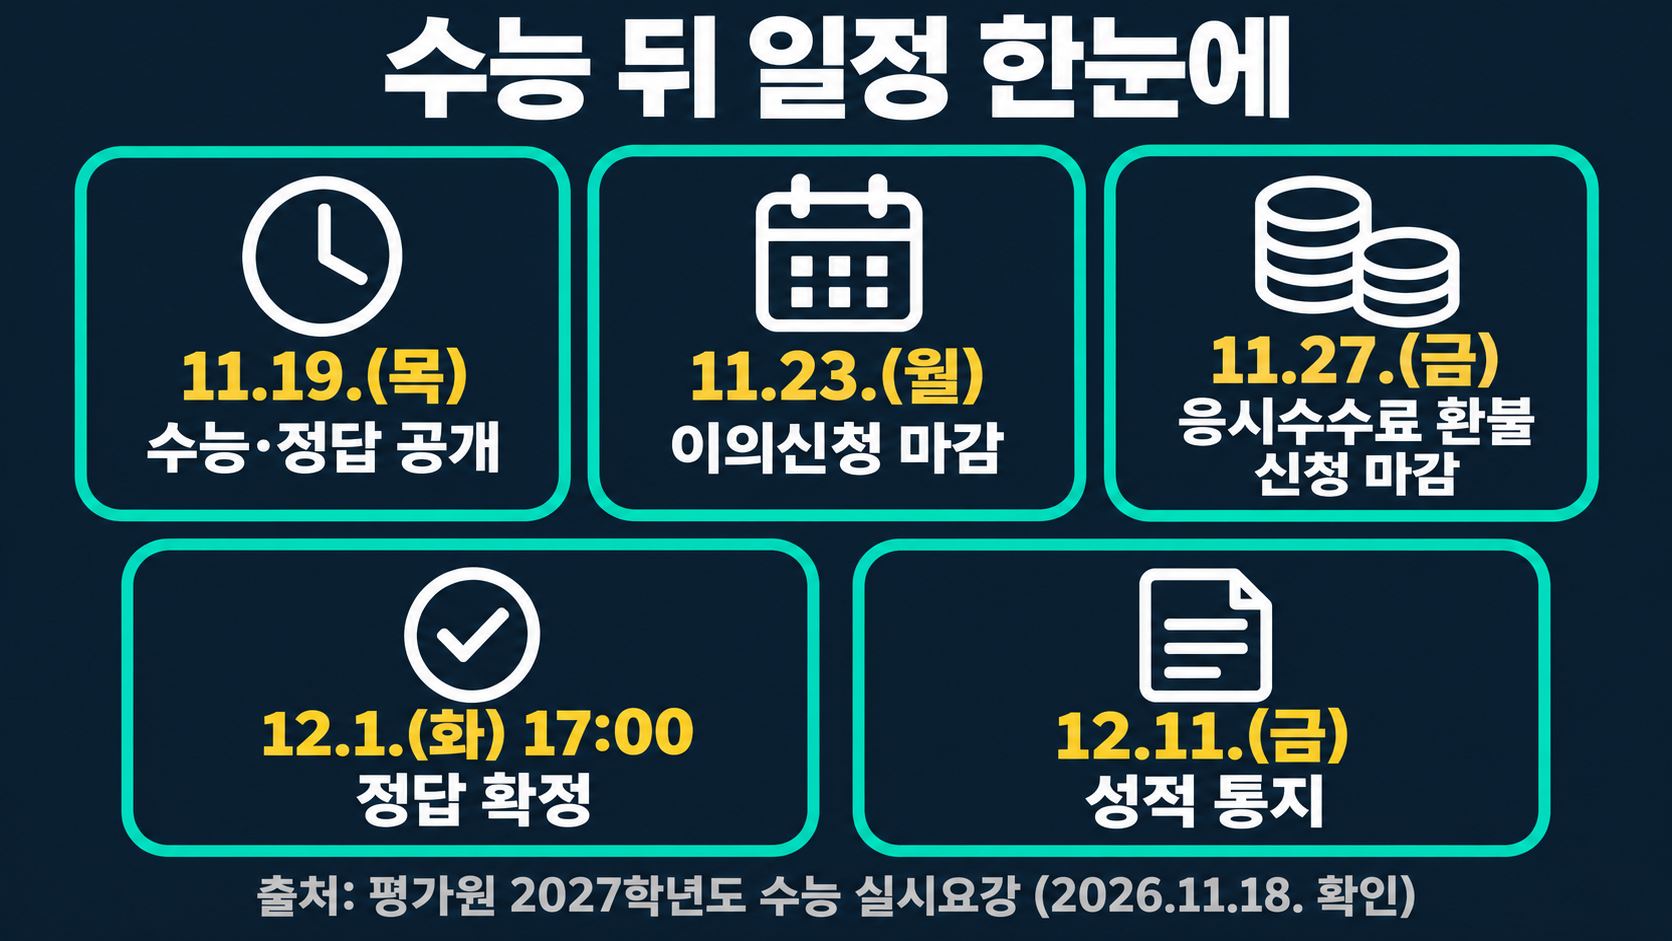 수능 뒤 일정 한눈에
11.19.(목)
수능·정답 공개
11.23.(월)
이의신청 마감
11.27.(금)
응시수수료 환불
신청 마감
12.1.(화) 17:00
정답 확정
12.11.(금)
성적 통지
출처: 평가원 2027학년도 수능 실시요강 (2026.11.18. 확인)